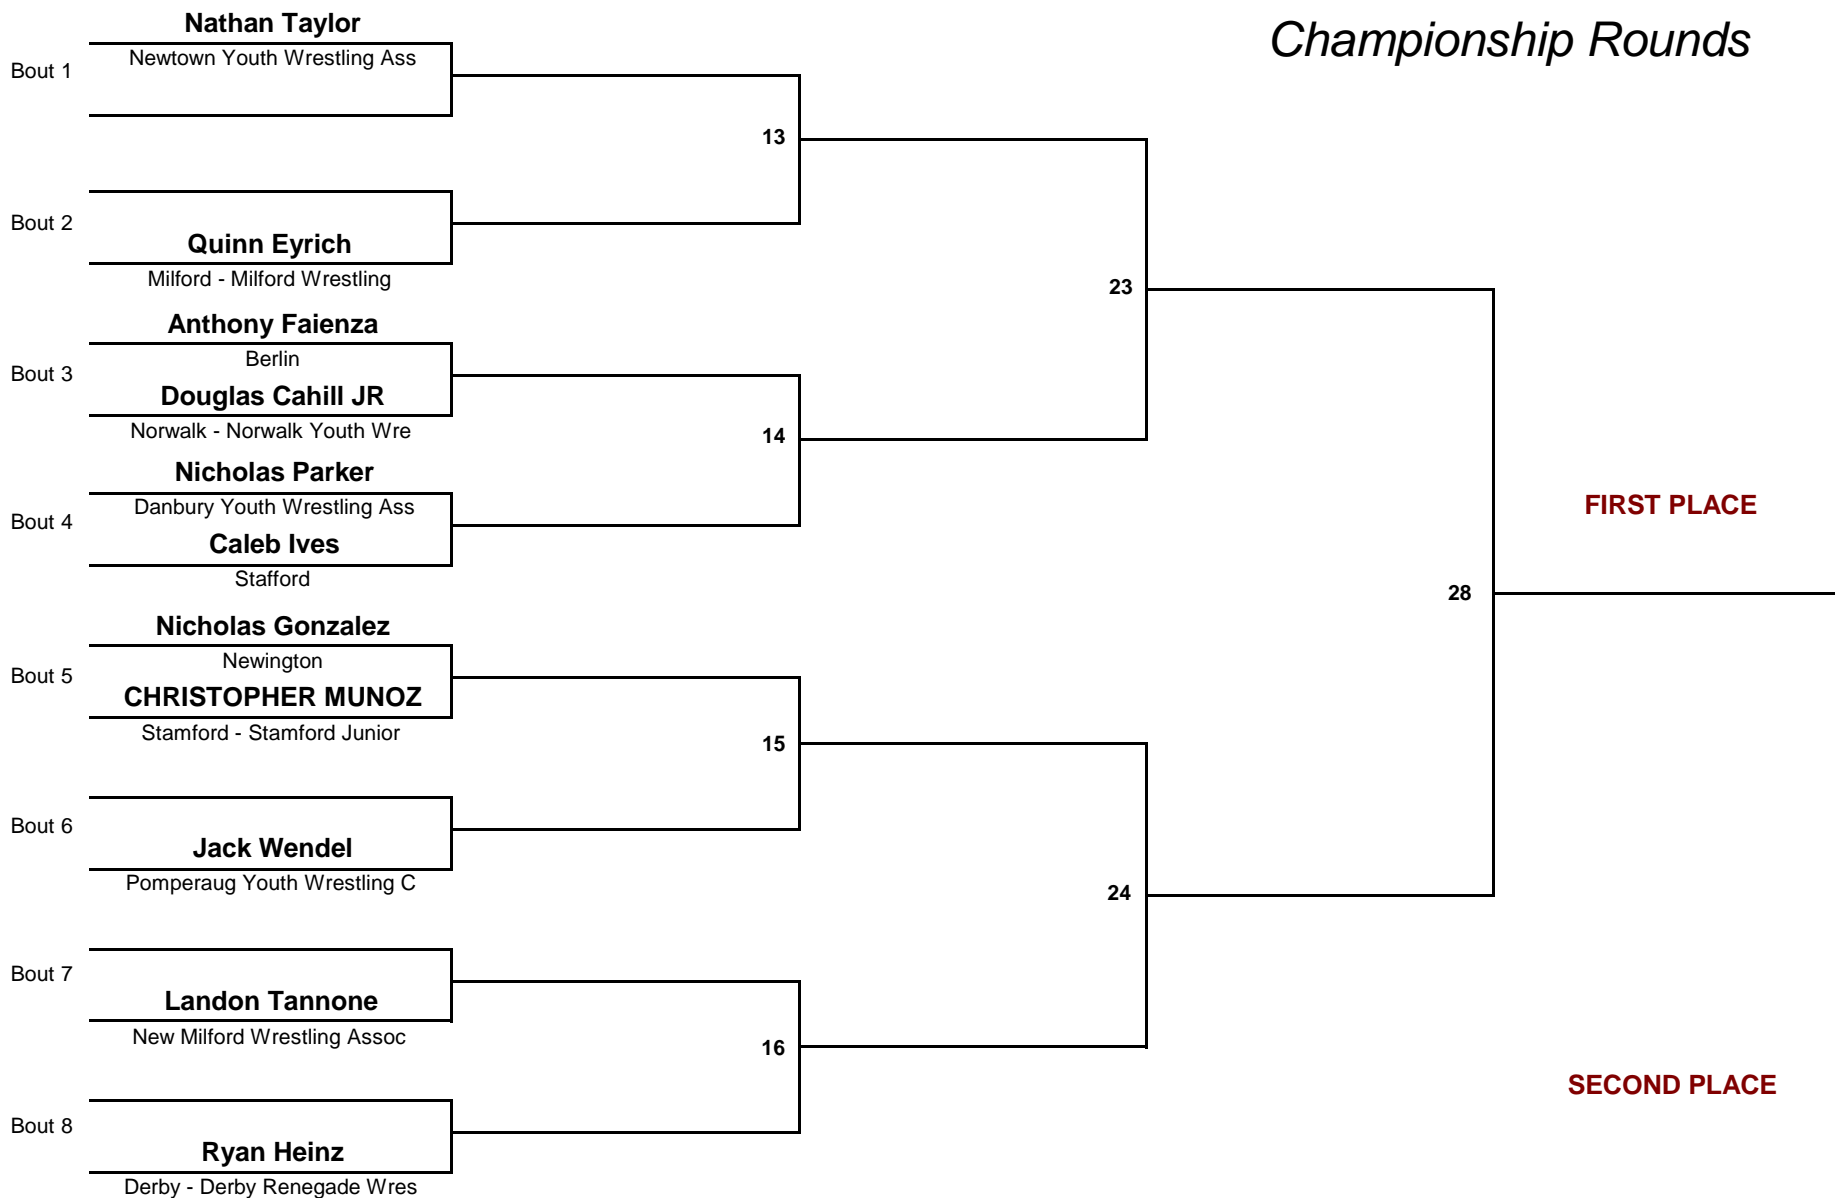 Championship Rounds
Nathan Taylor
Bout 1
Newtown Youth Wrestling Ass
13
Bout 2
Quinn Eyrich
Milford - Milford Wrestling
23
Anthony Faienza
Bout 3
Berlin
Douglas Cahill JR
Norwalk - Norwalk Youth Wre
14
Nicholas Parker
Danbury Youth Wrestling Ass
Bout 4
Caleb Ives
Stafford
FIRST PLACE
28
Nicholas Gonzalez
Newington
Bout 5
CHRISTOPHER MUNOZ
Stamford - Stamford Junior
15
Bout 6
Jack Wendel
Pomperaug Youth Wrestling C
24
Bout 7
Landon Tannone
New Milford Wrestling Assoc
16
SECOND PLACE
Bout 8
Ryan Heinz
Derby - Derby Renegade Wres